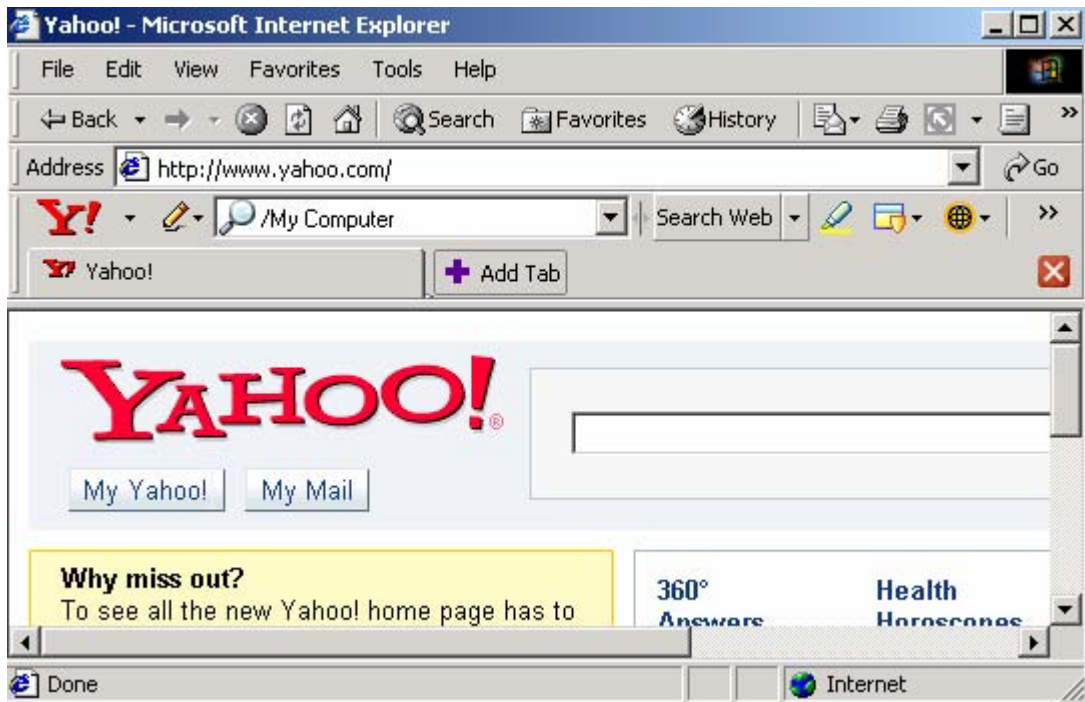 Yahoo! - Microsoft Internet Explorer
File Edit View Favorites Tools Help
Back Search Favorites History »
Address http://www.yahoo.com/ Go
Y! /My Computer Search Web »
Y! Yahoo! Add Tab
YAHOO!®
My Yahoo! My Mail
Why miss out?
To see all the new Yahoo! home page has to
360° Health
Answers Horoscopes
Done Internet